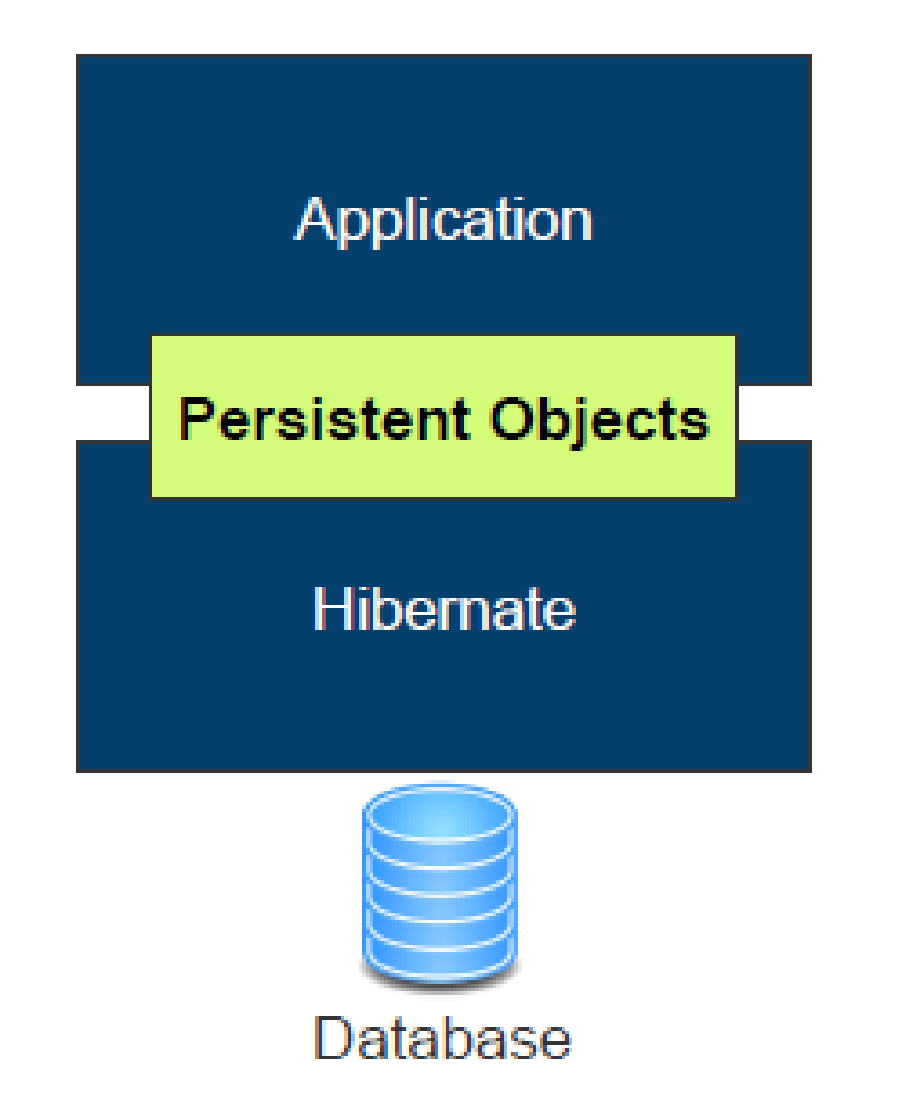 Application
Persistent Objects
Hibernate
Database